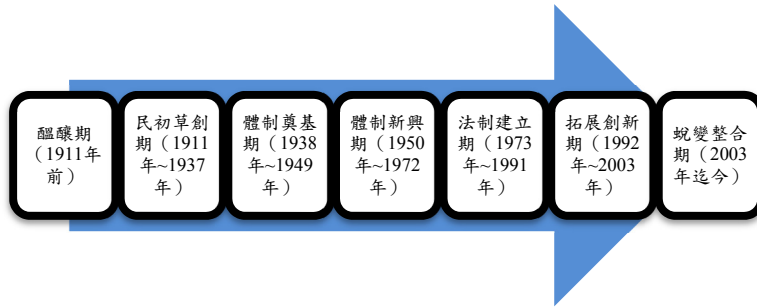 醞釀期
（1911年
前）
民初草創
期（1911
年~1937
年）
體制奠基
期（1938
年~1949
年）
體制新興
期（1950
年~1972
年）
法制建立
期（1973
年~1991
年）
拓展創新
期（1992
年~2003
年）
蛻變整合
期（2003
年迄今）